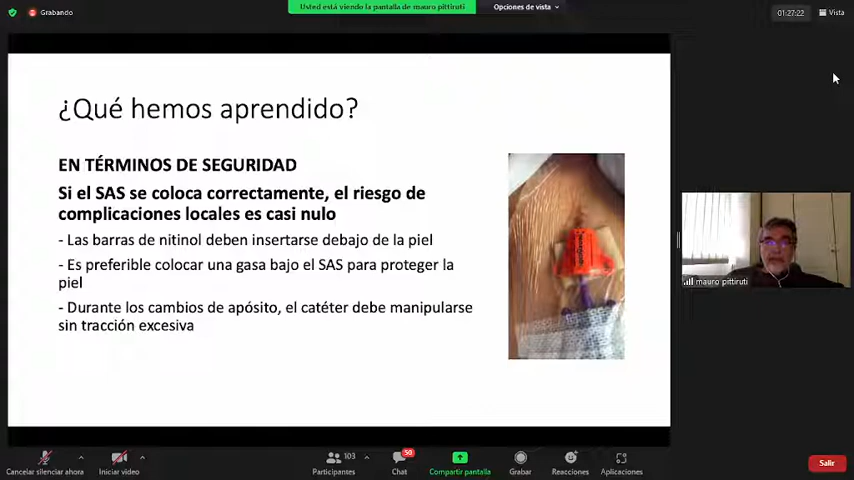 Grabando
Usted está viendo la pantalla de mauro pittiruti
Opciones de vista
01:27:22
Vista
¿Qué hemos aprendido?
EN TÉRMINOS DE SEGURIDAD
Si el SAS se coloca correctamente, el riesgo de
complicaciones locales es casi nulo
- Las barras de nitinol deben insertarse debajo de la piel
- Es preferible colocar una gasa bajo el SAS para proteger la
piel
- Durante los cambios de apósito, el catéter debe manipularse
sin tracción excesiva
mauro pittiruti
Cancelar silenciar ahora
Iniciar video
103
Participantes
50
Chat
Compartir pantalla
Grabar
Reacciones
Aplicaciones
Salir